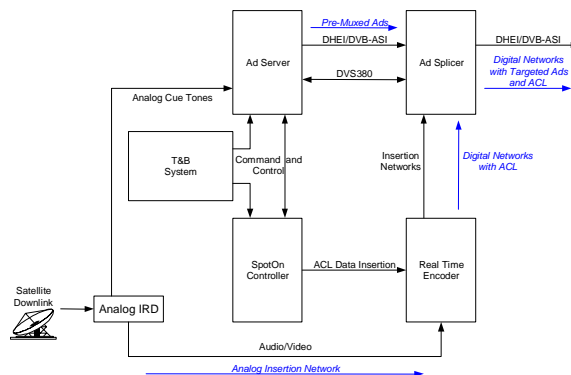 Pre-Muxed Ads
DHEI/DVB-ASI
DHEI/DVB-ASI
Ad Server
Ad Splicer
Digital Networks
with Targeted Ads
and ACL
DVS380
Analog Cue Tones
T&B
System
Command and
Control
Insertion
Networks
Digital Networks
with ACL
SpotOn
Controller
ACL Data Insertion
Real Time
Encoder
Satellite
Downlink
Analog IRD
Audio/Video
Analog Insertion Network